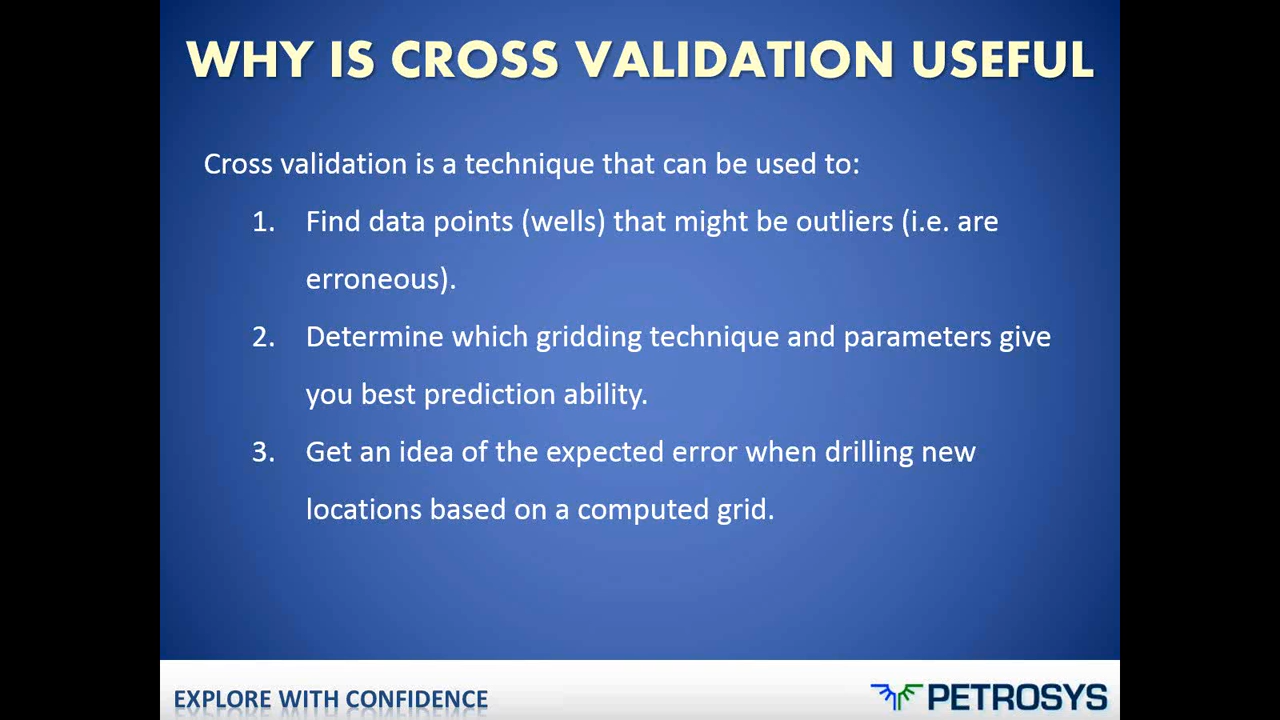 WHY IS CROSS VALIDATION USEFUL
Cross validation is a technique that can be used to:
1. Find data points (wells) that might be outliers (i.e. are
erroneous).
2. Determine which gridding technique and parameters give
you best prediction ability.
3. Get an idea of the expected error when drilling new
locations based on a computed grid.
EXPLORE WITH CONFIDENCE
PETROSYS